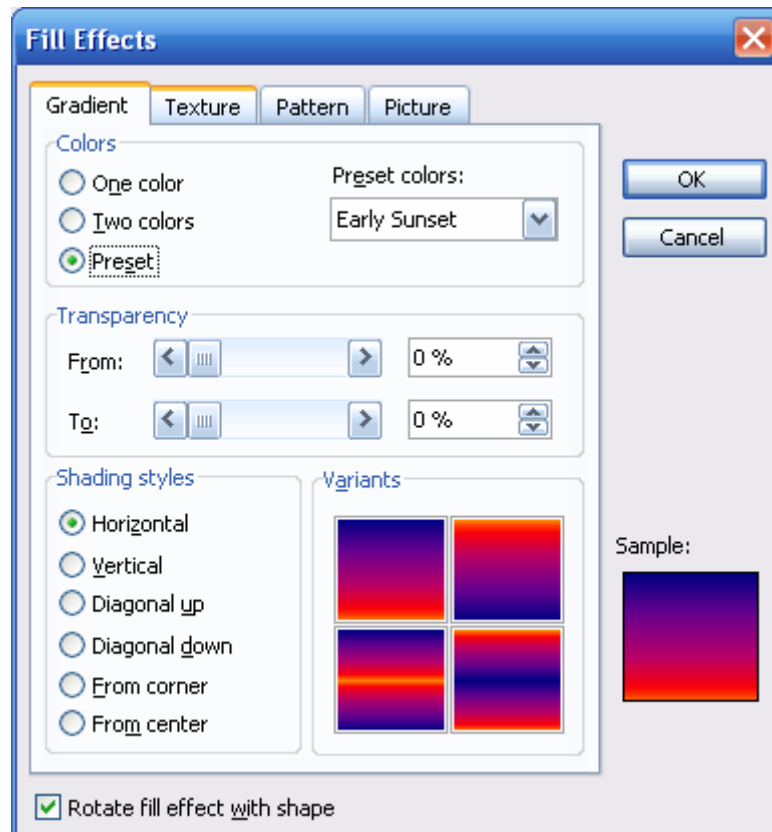 Fill Effects
Gradient Texture Pattern Picture
Colors
One color
Two colors
Preset
Preset colors:
Early Sunset
OK
Cancel
Transparency
From: 0 %
To: 0 %
Shading styles
Horizontal
Vertical
Diagonal up
Diagonal down
From corner
From center
Variants
Sample:
Rotate fill effect with shape